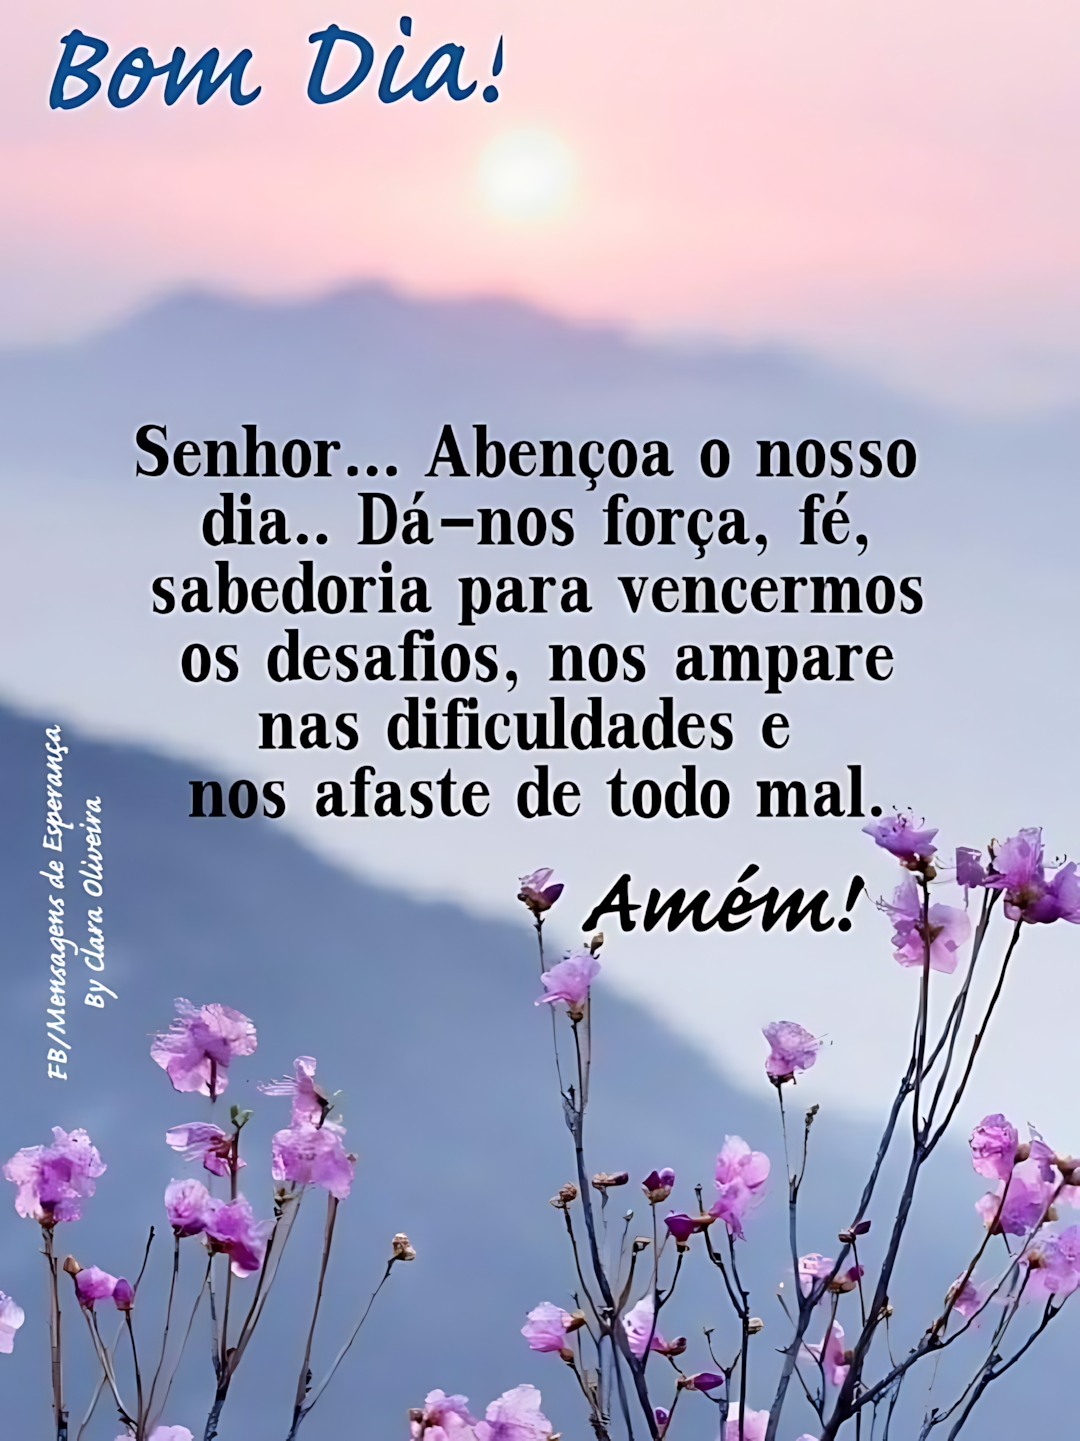 Bom Dia!
Senhor... Abençoa o nosso
dia.. Dá-nos força, fé,
sabedoria para vencermos
os desafios, nos ampare
nas dificuldades e
nos afaste de todo mal.
Amém!
FB/Mensagens de Esperança
By Clara Oliveira